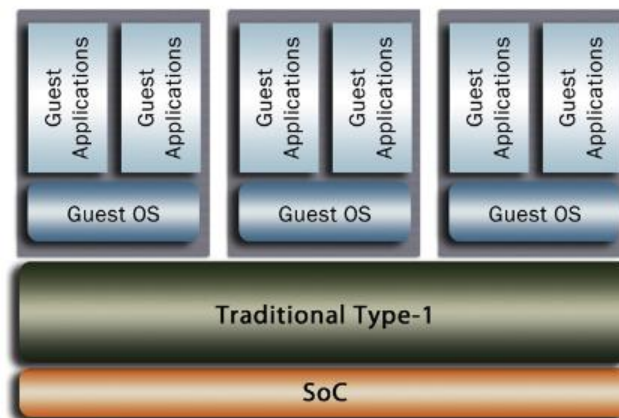 Guest
Applications
Guest
Applications
Guest
Applications
Guest
Applications
Guest
Applications
Guest
Applications
Guest OS
Guest OS
Guest OS
Traditional Type-1
SoC